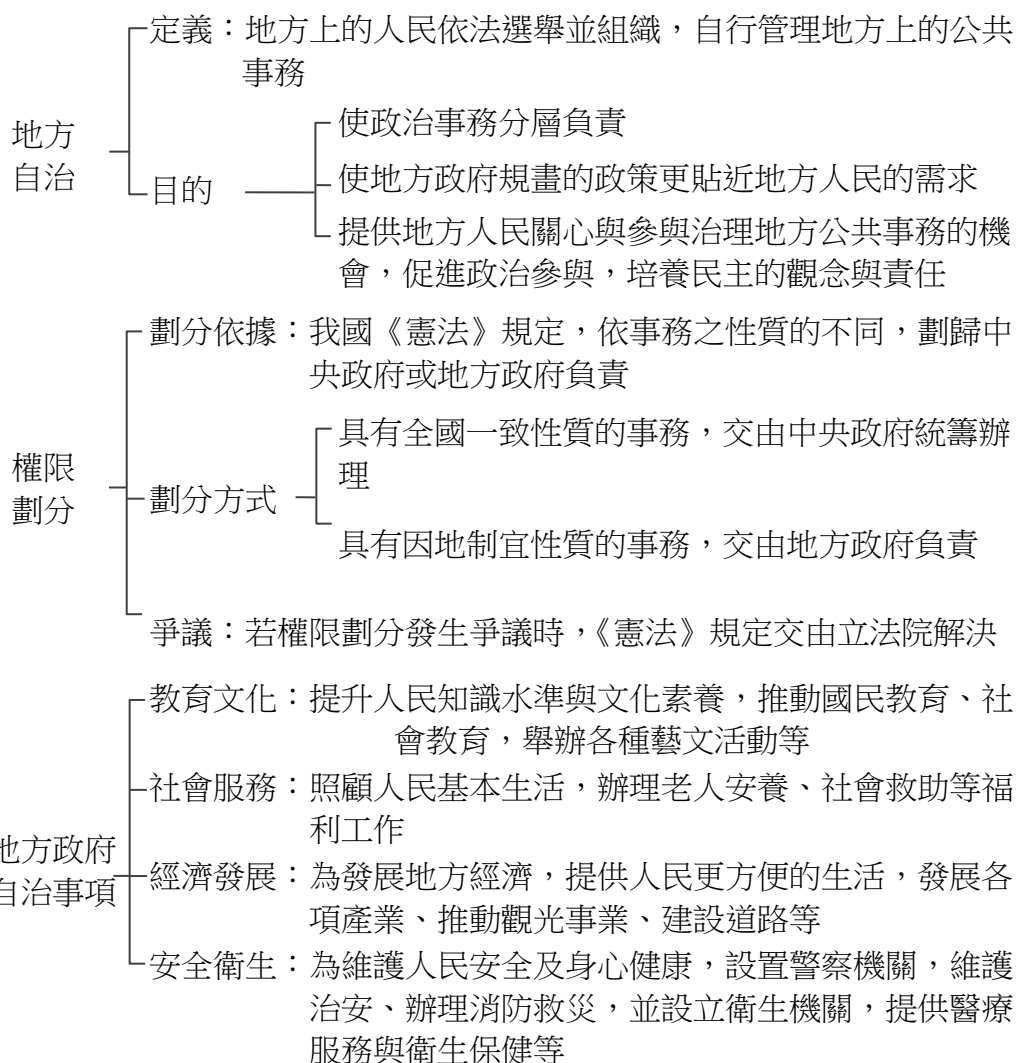 定義：地方上的人民依法選舉並組織，自行管理地方上的公共
事務
地方
自治
目的
使政治事務分層負責
使地方政府規畫的政策更貼近地方人民的需求
提供地方人民關心與參與治理地方公共事務的機
會，促進政治參與，培養民主的觀念與責任
權限
劃分
劃分依據：我國《憲法》規定，依事務之性質的不同，劃歸中
央政府或地方政府負責
劃分方式
具有全國一致性質的事務，交由中央政府統籌辦
理
具有因地制宜性質的事務，交由地方政府負責
爭議：若權限劃分發生爭議時，《憲法》規定交由立法院解決
地方政府
自治事項
教育文化：提升人民知識水準與文化素養，推動國民教育、社
會教育，舉辦各種藝文活動等
社會服務：照顧人民基本生活，辦理老人安養、社會救助等福
利工作
經濟發展：為發展地方經濟，提供人民更方便的生活，發展各
項產業、推動觀光事業、建設道路等
安全衛生：為維護人民安全及身心健康，設置警察機關，維護
治安、辦理消防救災，並設立衛生機關，提供醫療
服務與衛生保健等